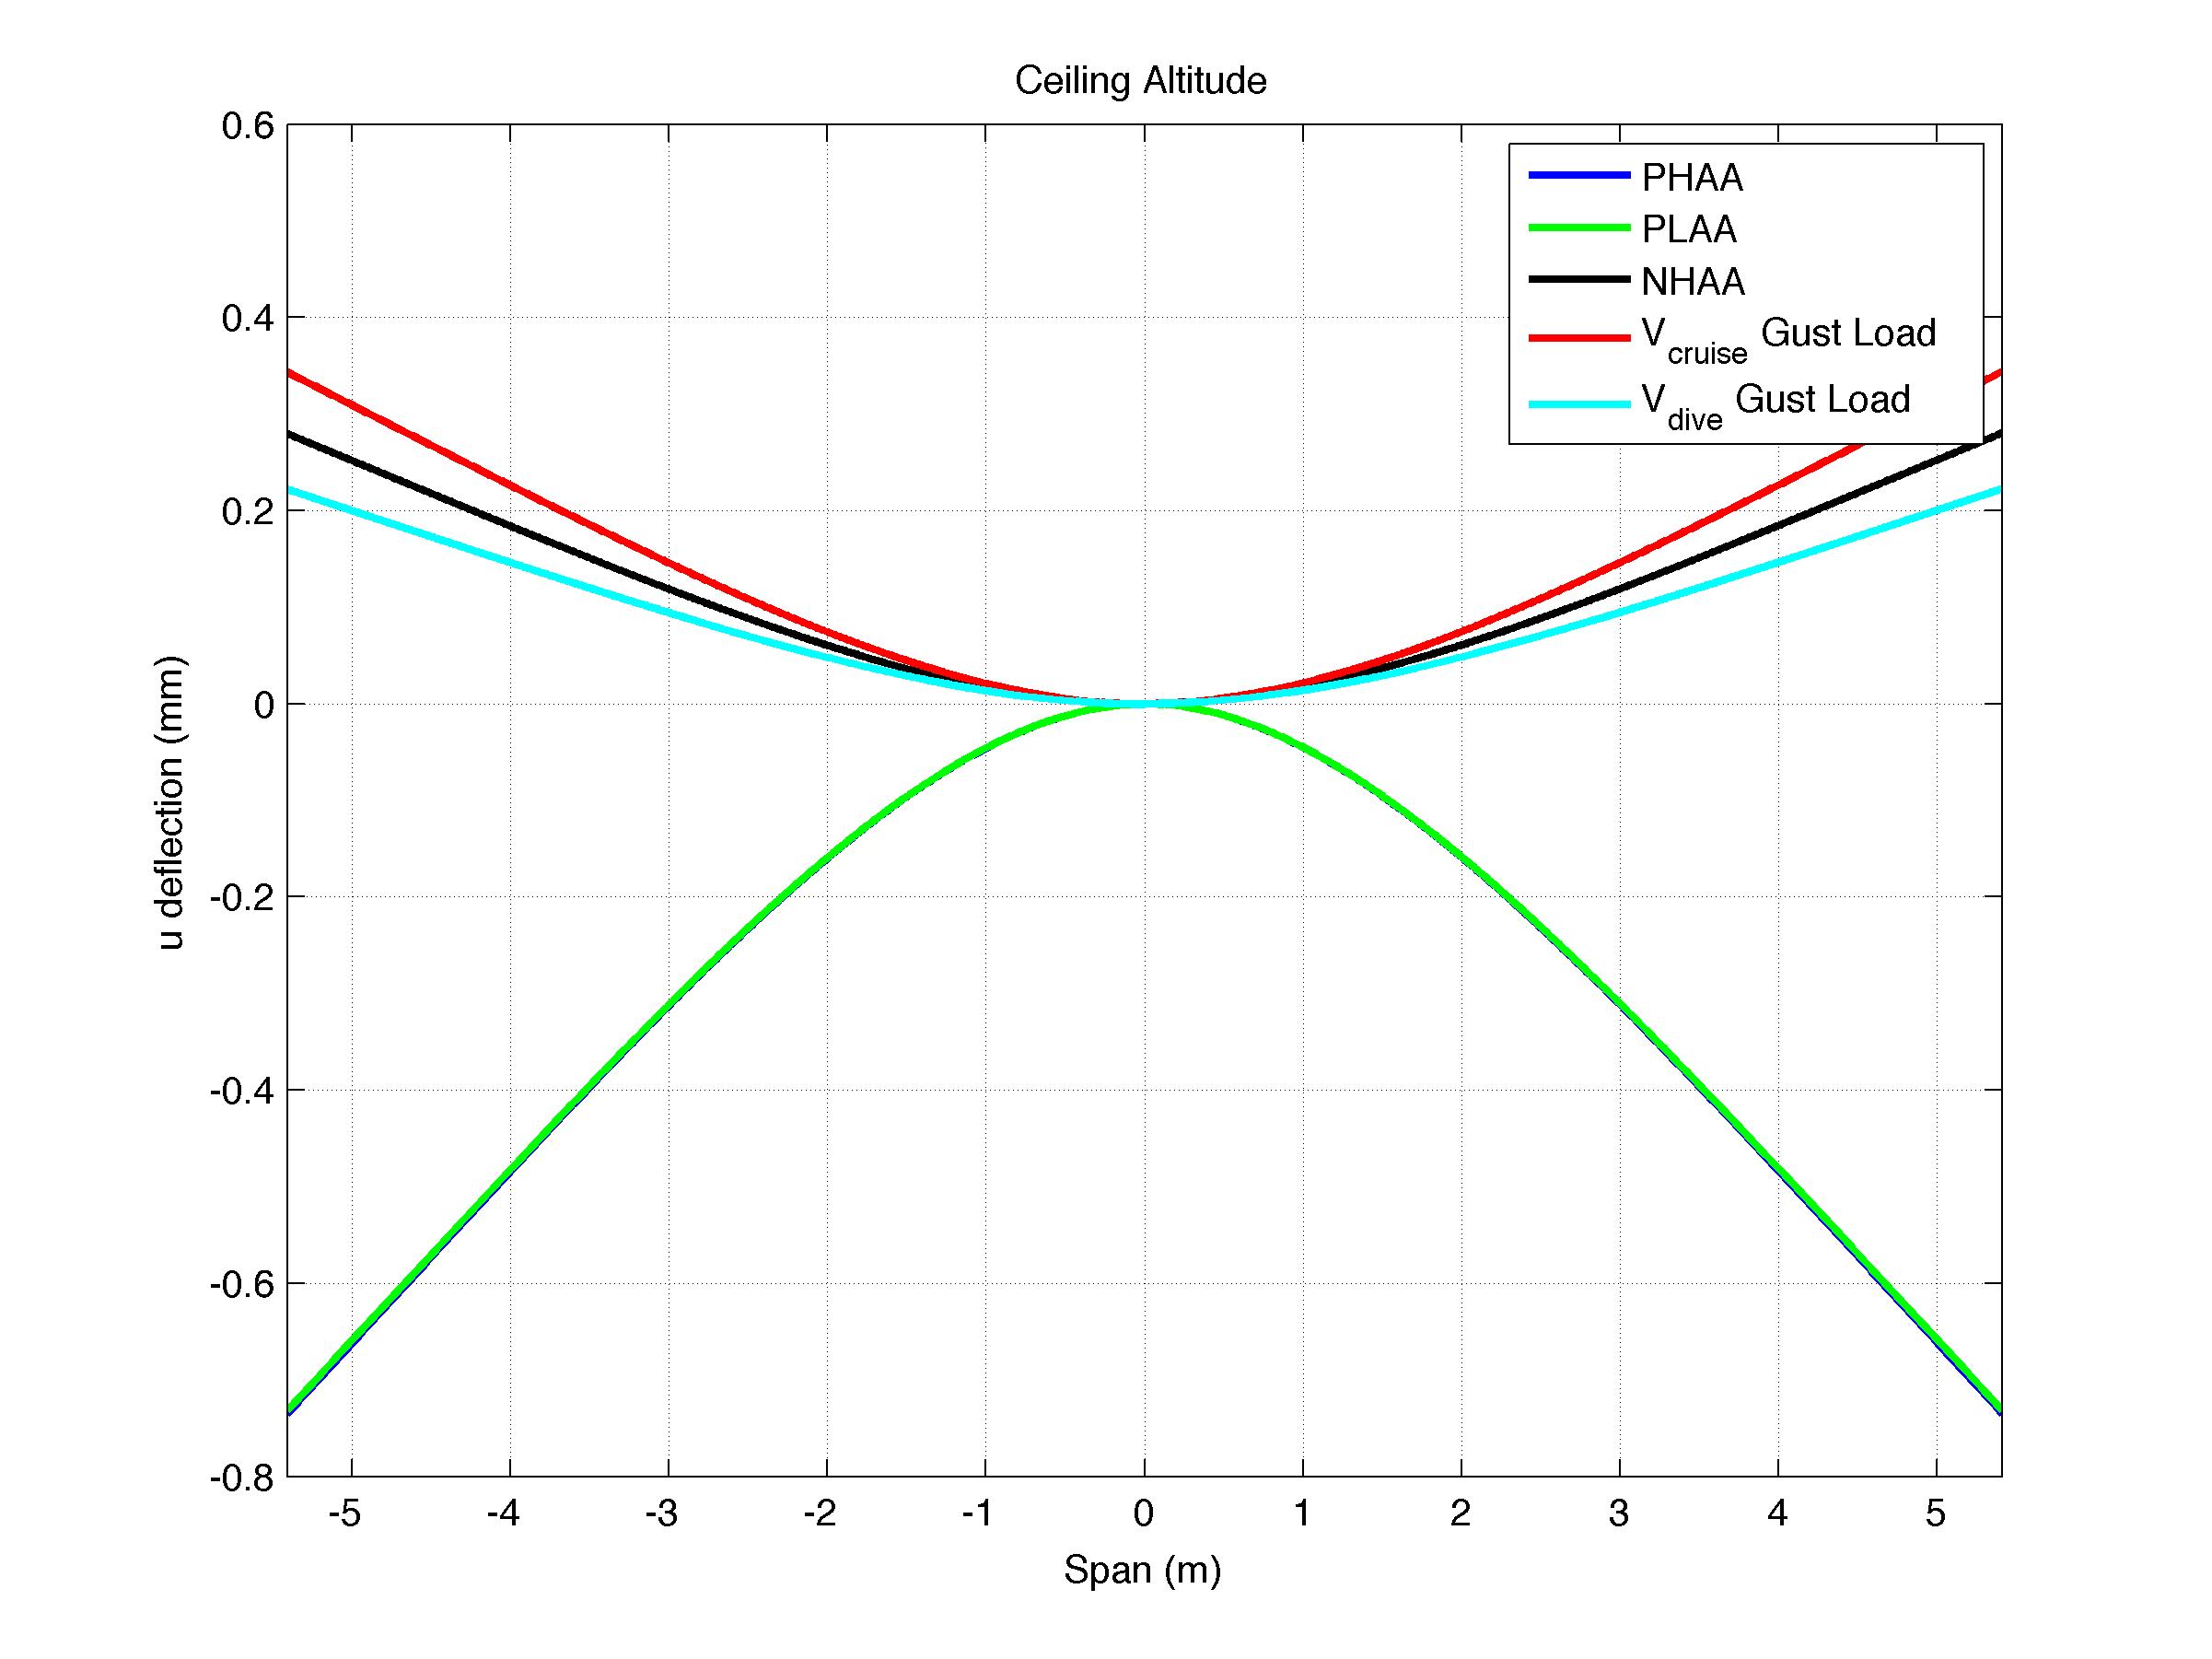 Ceiling Altitude
0.6
0.4
0.2
0
-0.2
-0.4
-0.6
-0.8
u deflection (mm)
PHAA
PLAA
NHAA
Vcruise Gust Load
Vdive Gust Load
-5 -4 -3 -2 -1 0 1 2 3 4 5
Span (m)